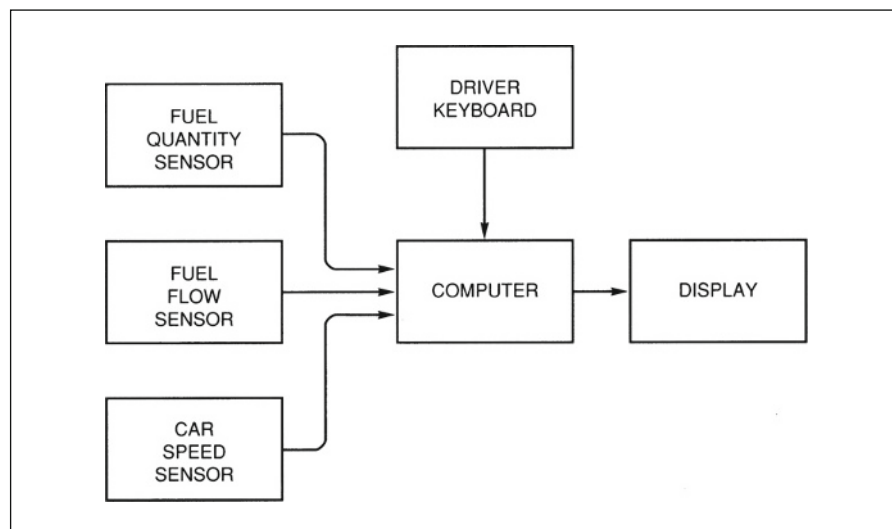 DRIVER
KEYBOARD
FUEL
QUANTITY
SENSOR
FUEL
FLOW
SENSOR
COMPUTER
DISPLAY
CAR
SPEED
SENSOR